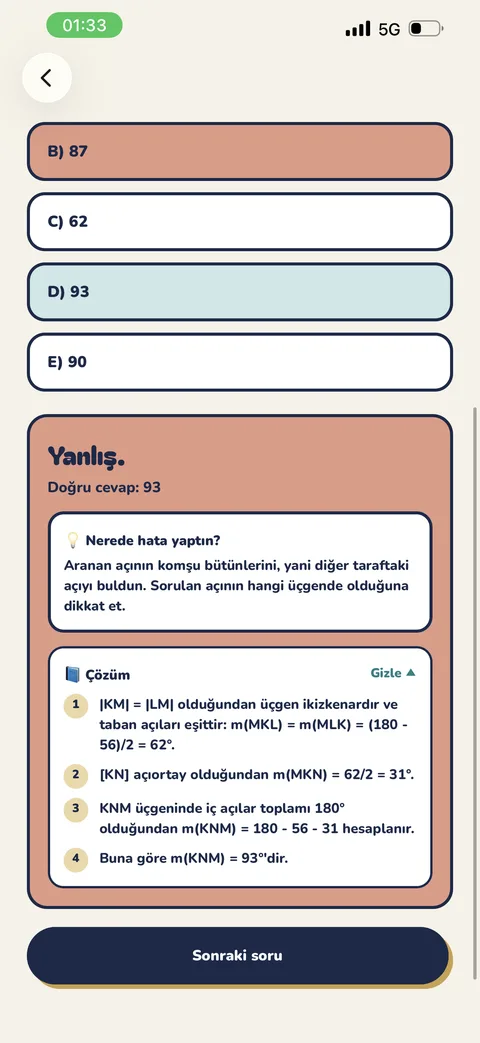 01:33
5G
B) 87
C) 62
D) 93
E) 90
Yanlış.
Doğru cevap: 93
💡 Nerede hata yaptın?
Aranan açının komşu bütünlerini, yani diğer taraftaki
açıyı buldun. Sorulan açının hangi üçgende olduğuna
dikkat et.
📘 Çözüm
Gizle ▲
1 |KM| = |LM| olduğundan üçgen ikizkenardır ve
taban açıları eşittir: m(MKL) = m(MLK) = (180 -
56)/2 = 62°.
2 [KN] açıortay olduğundan m(MKN) = 62/2 = 31°.
3 KNM üçgeninde iç açılar toplamı 180°
olduğundan m(KNM) = 180 - 56 - 31 hesaplanır.
4 Buna göre m(KNM) = 93°'dir.
Sonraki soru